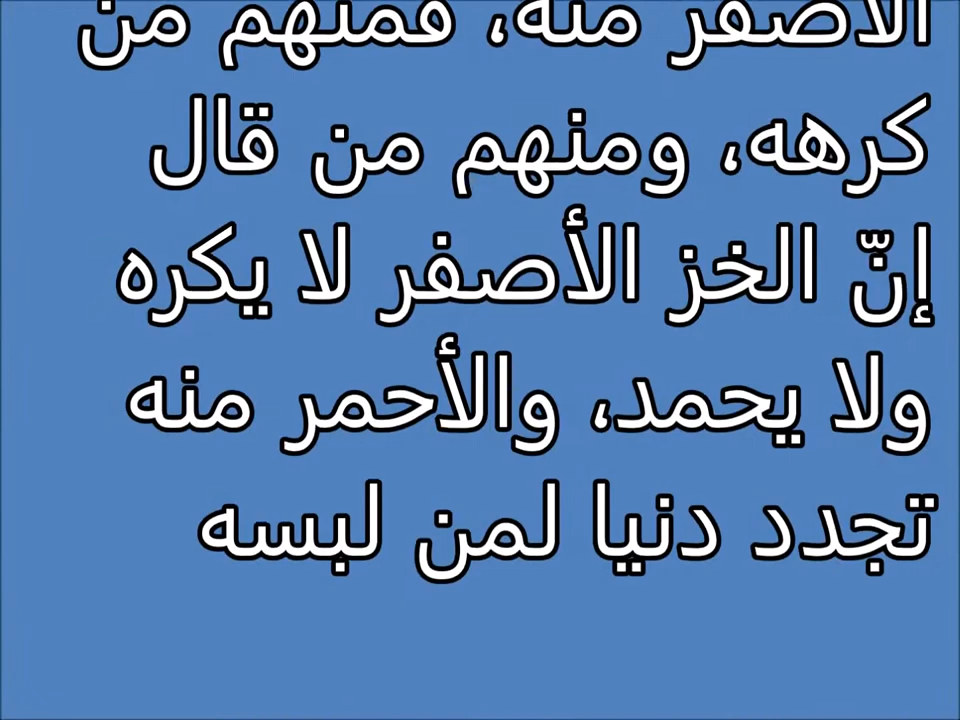 الأصفر منه، فمنهم من
كرهه، ومنهم من قال
إنّ الخز الأصفر لا يكره
ولا يحمد، والأحمر منه
تجدد دنيا لمن لبسه